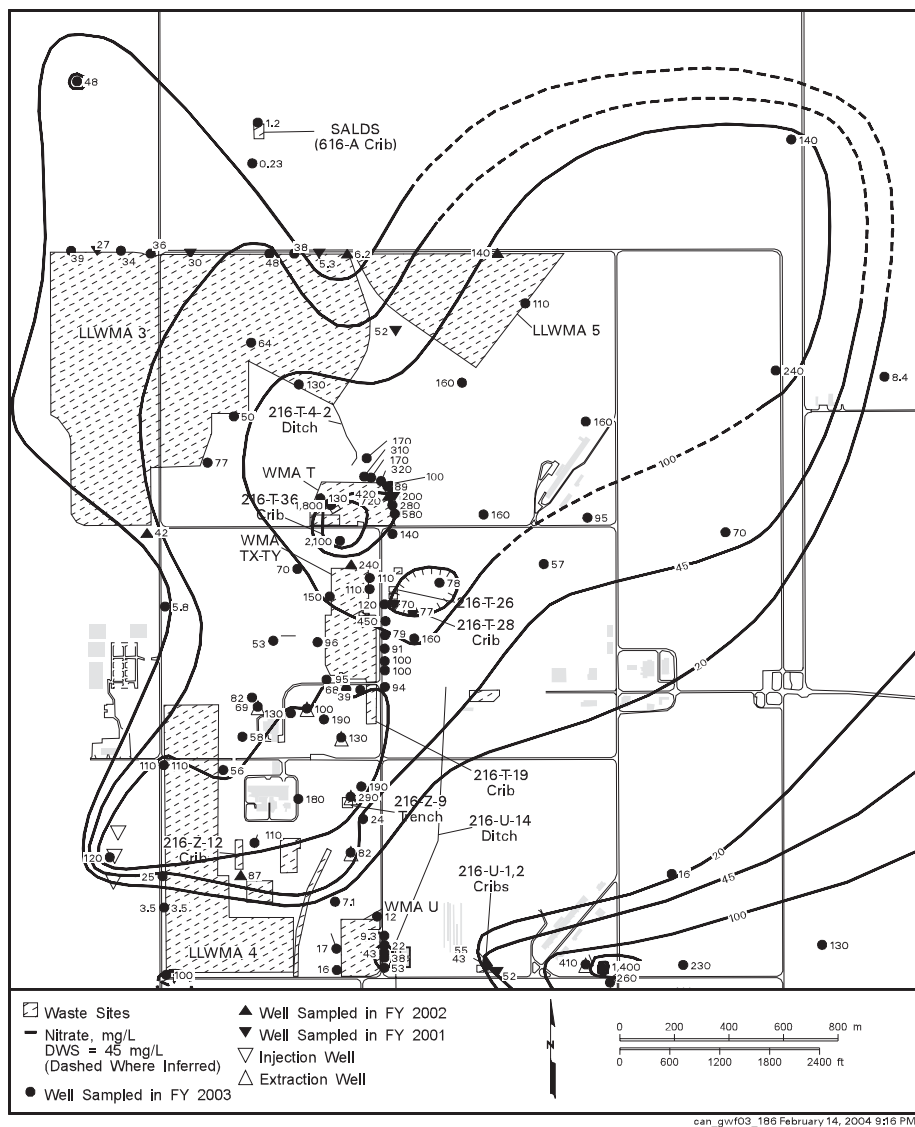 48
1.2
SALDS
(616-A Crib)
0.23
140
39
27
34
36
30
48
38
5.3
6.2
140
110
LLWMA 3
LLWMA 5
52
64
130
160
240
8.4
216-T-4-2
Ditch
50
160
77
170
310
170
320
100
WMA T
89
130
420
200
720
216-T-36
Crib
1,800
280
580
160
95
100
42
2,100
140
70
WMA
TX-TY
240
57
45
70
110
110
78
150
120
70
77
216-T-26
216-T-28
Crib
5.8
450
53
96
79
160
91
100
100
20
95
68
39
94
82
69
130
100
190
58
130
110
110
56
216-T-19
Crib
190
180
290
216-Z-9
Trench
216-U-14
Ditch
24
216-Z-12
Crib
110
82
120
216-U-1,2
Cribs
20
25
87
16
45
7.1
WMA U
3.5
3.5
12
100
9.3
17
22
55
43
43
38
130
LLWMA 4
53
16
52
410
1,400
230
260
100
Waste Sites
Nitrate, mg/L
DWS = 45 mg/L
(Dashed Where Inferred)
Well Sampled in FY 2003
Well Sampled in FY 2002
Well Sampled in FY 2001
Injection Well
Extraction Well
N
0 200 400 600 800 m
0 600 1200 1800 2400 ft
can_gwf03_186 February 14, 2004 9:16 PM